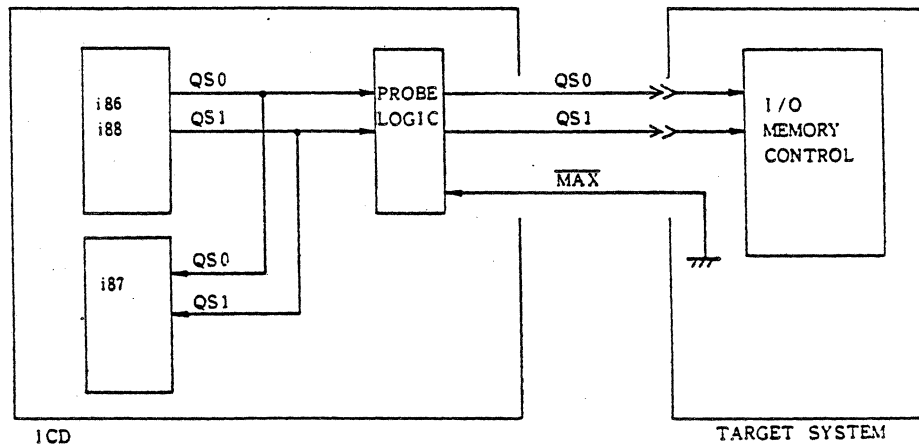 QS0
i86
i88
QS1
PROBE
LOGIC
QS0
QS1
MAX
I/O
MEMORY
CONTROL
i87
QS0
QS1
ICD
TARGET SYSTEM